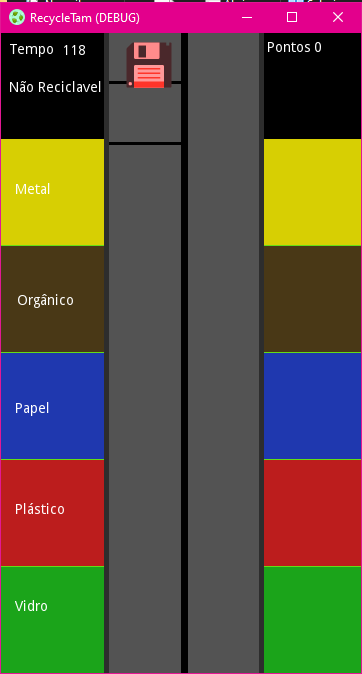 RecycleTam (DEBUG)
Tempo 118
Pontos 0
Não Reciclavel
Metal
Orgânico
Papel
Plástico
Vidro